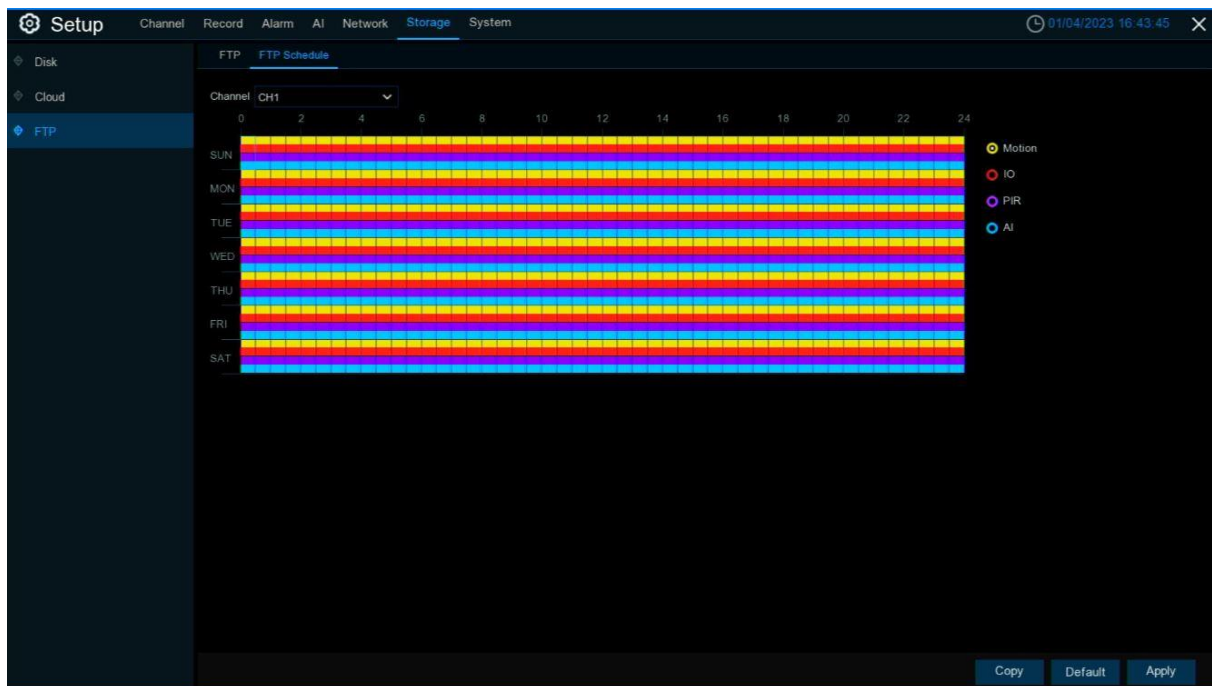 Setup Channel Record Alarm AI Network Storage System 01/04/2023 16:43:45
Disk
Cloud
FTP
FTP FTP Schedule
Channel CH1
0 2 4 6 8 10 12 14 16 18 20 22 24
SUN
MON
TUE
WED
THU
FRI
SAT
Motion
IO
PIR
AI
Copy Default Apply